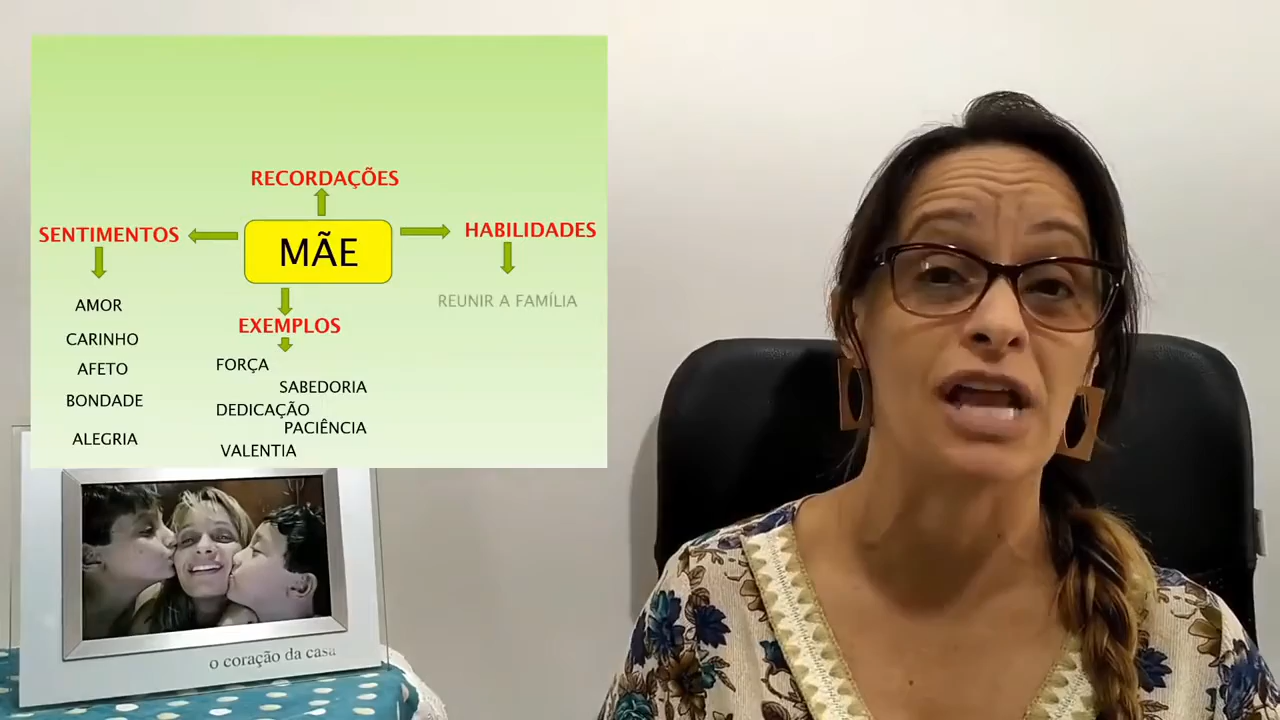 RECORDAÇÕES
SENTIMENTOS
MÃE
HABILIDADES
AMOR
CARINHO
AFETO
BONDADE
ALEGRIA
EXEMPLOS
FORÇA
SABEDORIA
DEDICAÇÃO
PACIÊNCIA
VALENTIA
REUNIR A FAMÍLIA
o coração da casa